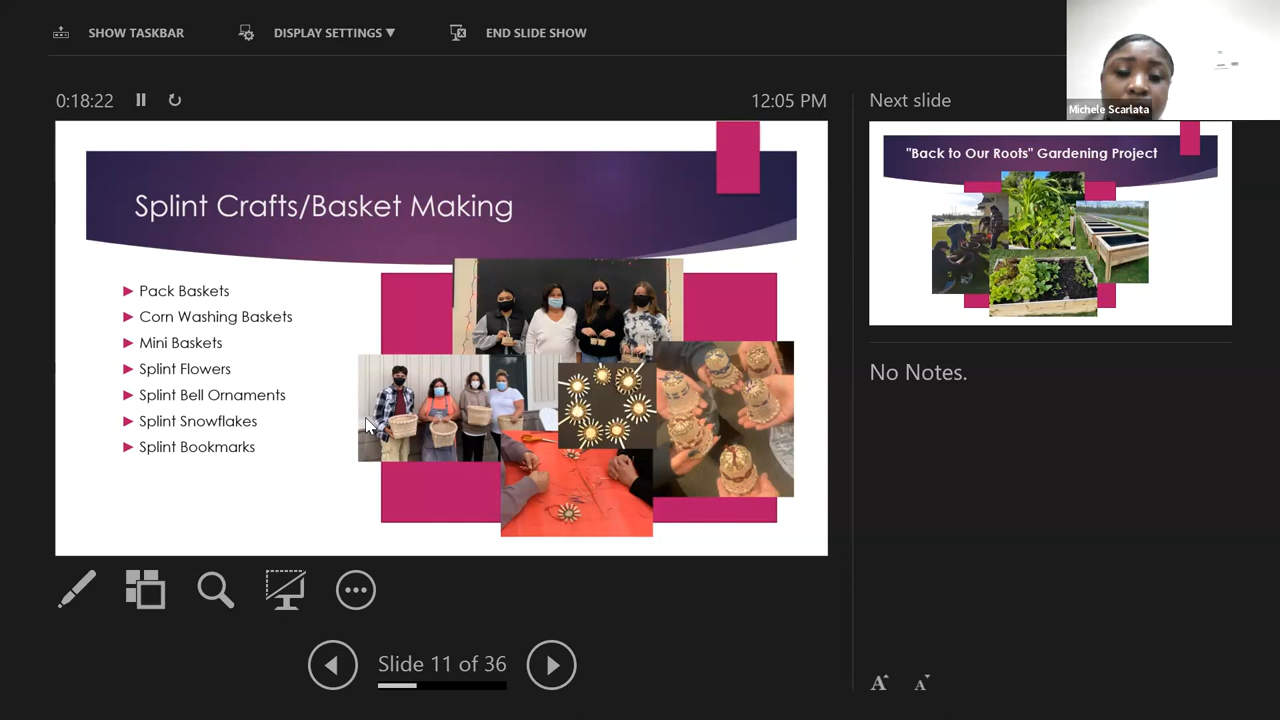 SHOW TASKBAR
DISPLAY SETTINGS ▼
END SLIDE SHOW
Michele Scarlata
0:18:22
12:05 PM
Splint Crafts/Basket Making
Pack Baskets
Corn Washing Baskets
Mini Baskets
Splint Flowers
Splint Bell Ornaments
Splint Snowflakes
Splint Bookmarks
Slide 11 of 36
Next slide
"Back to Our Roots" Gardening Project
No Notes.
A A